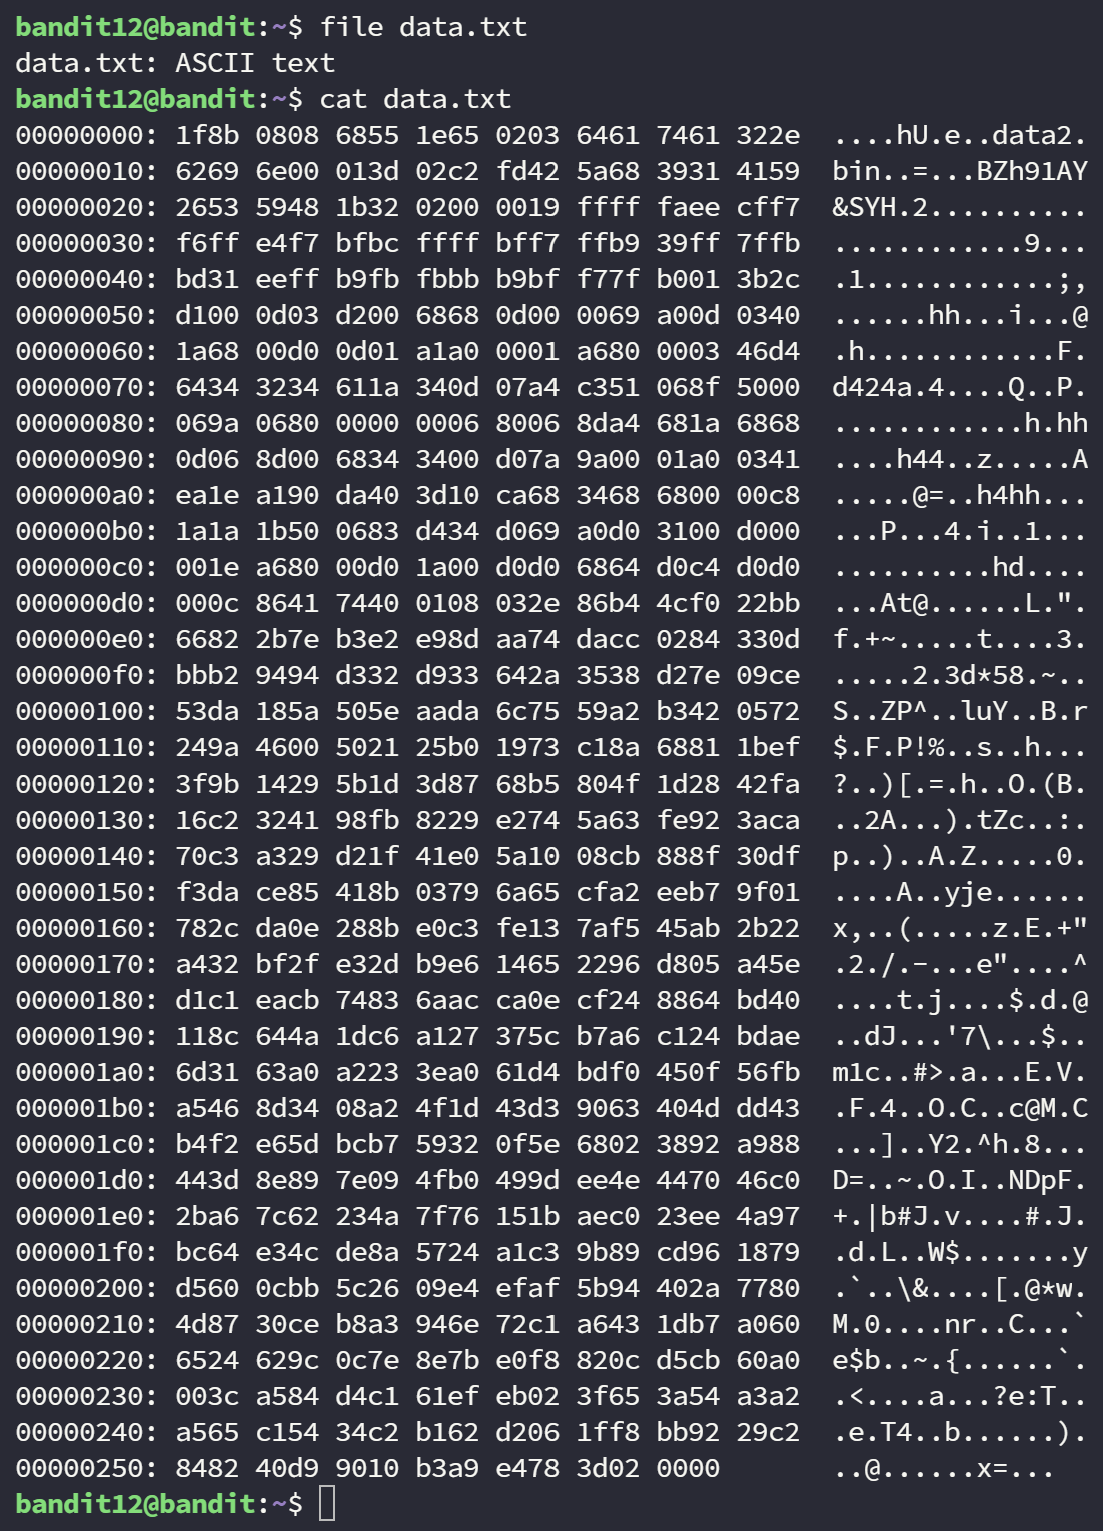 bandit12@bandit:~$ file data.txt
data.txt: ASCII text
bandit12@bandit:~$ cat data.txt
00000000: 1f8b 0808 6855 1e65 0203 6461 7461 322e  ....hU.e..data2.
00000010: 6269 6e00 013d 02c2 fd42 5a68 3931 4159  bin..=...BZh91AY
00000020: 2653 5948 1b32 0200 0019 ffff faee cff7  &SYH.2..........
00000030: f6ff e4f7 bfbc ffff bff7 ffb9 39ff 7ffb  ............9...
00000040: bd31 eeff b9fb fbbb b9bf f77f b001 3b2c  .1............;,
00000050: d100 0d03 d200 6868 0d00 0069 a00d 0340  ......hh...i...@
00000060: 1a68 00d0 0d01 a1a0 0001 a680 0003 46d4  .h............F.
00000070: 6434 3234 611a 340d 07a4 c351 068f 5000  d424a.4....Q..P.
00000080: 069a 0680 0000 0006 8006 8da4 681a 6868  ............h.hh
00000090: 0d06 8d00 6834 3400 d07a 9a00 01a0 0341  ....h44..z.....A
000000a0: ea1e a190 da40 3d10 ca68 3468 6800 00c8  .....@=..h4hh...
000000b0: 1a1a 1b50 0683 d434 d069 a0d0 3100 d000  ...P...4.i..1...
000000c0: 001e a680 00d0 1a00 d0d0 6864 d0c4 d0d0  ..........hd....
000000d0: 000c 8641 7440 0108 032e 86b4 4cf0 22bb  ...At@......L.".
000000e0: 6682 2b7e b3e2 e98d aa74 dacc 0284 330d  f.+~.....t....3.
000000f0: bbb2 9494 d332 d933 642a 3538 d27e 09ce  .....2.3d*58.~..
00000100: 53da 185a 505e aada 6c75 59a2 b342 0572  S..ZP^..luY..B.r
00000110: 249a 4600 5021 25b0 1973 c18a 6881 1bef  $.F.P!%..s..h...
00000120: 3f9b 1429 5b1d 3d87 68b5 804f 1d28 42fa  ?..)[.=.h..O.(B.
00000130: 16c2 3241 98fb 8229 e274 5a63 fe92 3aca  ..2A...).tZc..:.
00000140: 70c3 a329 d21f 41e0 5a10 08cb 888f 30df  p..)..A.Z.....0.
00000150: f3da ce85 418b 0379 6a65 cfa2 eeb7 9f01  ....A..yje......
00000160: 782c da0e 288b e0c3 fe13 7af5 45ab 2b22  x,..(.....z.E.+"
00000170: a432 bf2f e32d b9e6 1465 2296 d805 a45e  .2./.-...e"....^
00000180: d1c1 eacb 7483 6aac ca0e cf24 8864 bd40  ....t.j....$.d.@
00000190: 118c 644a 1dc6 a127 375c b7a6 c124 bdae  ..dJ...'7\...$..
000001a0: 6d31 63a0 a223 3ea0 61d4 bdf0 450f 56fb  m1c..#>.a...E.V.
000001b0: a546 8d34 08a2 4f1d 43d3 9063 404d dd43  .F.4..O.C..c@M.C
000001c0: b4f2 e65d bcb7 5932 0f5e 6802 3892 a988  ...]..Y2.^h.8...
000001d0: 443d 8e89 7e09 4fb0 499d ee4e 4470 46c0  D=..~.O.I..NDpF.
000001e0: 2ba6 7c62 234a 7f76 151b aec0 23ee 4a97  +.|b#J.v....#.J.
000001f0: bc64 e34c de8a 5724 a1c3 9b89 cd96 1879  .d.L..W$.......y
00000200: d560 0cbb 5c26 09e4 efaf 5b94 402a 7780  .`..\&....[.@*w.
00000210: 4d87 30ce b8a3 946e 72c1 a643 1db7 a060  M.0....nr..C...`
00000220: 6524 629c 0c7e 8e7b e0f8 820c d5cb 60a0  e$b..~.{......`.
00000230: 003c a584 d4c1 61ef eb02 3f65 3a54 a3a2  .<....a...?e:T..
00000240: a565 c154 34c2 b162 d206 1ff8 bb92 29c2  .e.T4..b......).
00000250: 8482 40d9 9010 b3a9 e478 3d02 0000       ..@......x=...
bandit12@bandit:~$